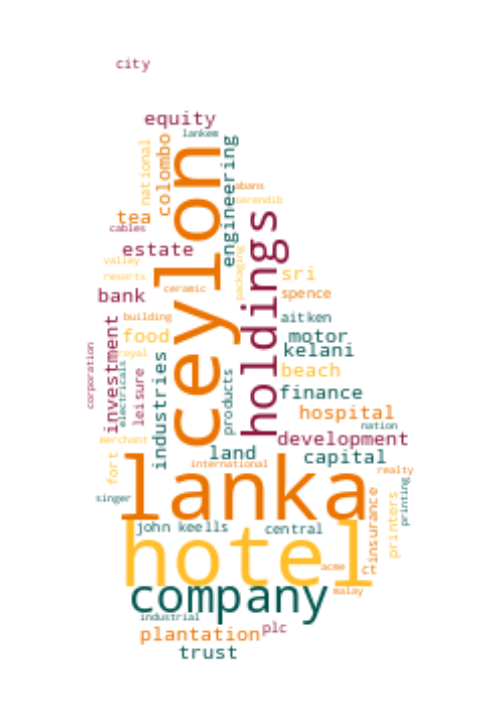 city
equity
lankem
national
colombo
ceylon
engineering
abans
serendib
tea
cables
holdings
estate
valley
packaging
sri
resorts
ceramic
bank
spence
building
aitken
investment
food
motor
royal
kelani
corporation
electricals
leisure
industries
products
beach
finance
hospital
nation
merchant
development
land
capital
fort
international
realty
lanka
singer
insurance
printers
printing
john keells
central
hotel
acme
ct
company
malay
industrial
plantation
plc
trust